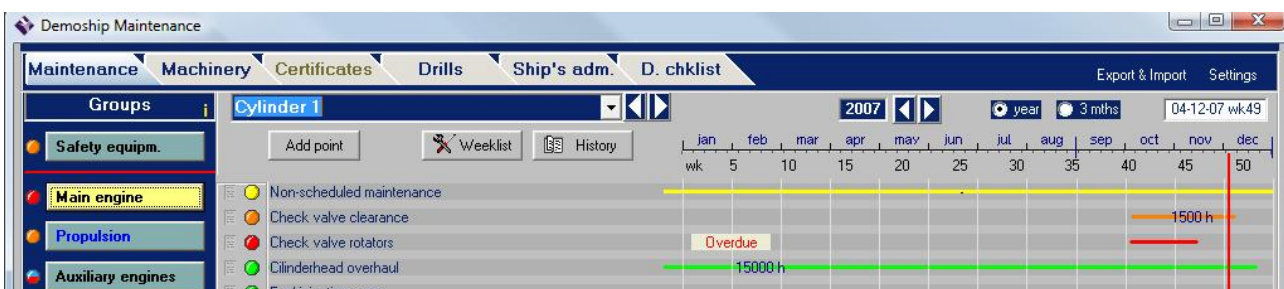 Demoship Maintenance
Maintenance Machinery Certificates Drills Ship's adm. D. chklist Export & Import Settings
Groups i Cylinder 1 2007 year 3 mths 04-12-07 wk49
Safety equipm. Add point Weeklist History jan feb mar apr may jun jul aug sep oct nov dec
wk 5 10 15 20 25 30 35 40 45 50
Main engine Non-scheduled maintenance
Check valve clearance 1500 h
Propulsion Check valve rotators Overdue
Auxiliary engines Cilinderhead overhaul 15000 h